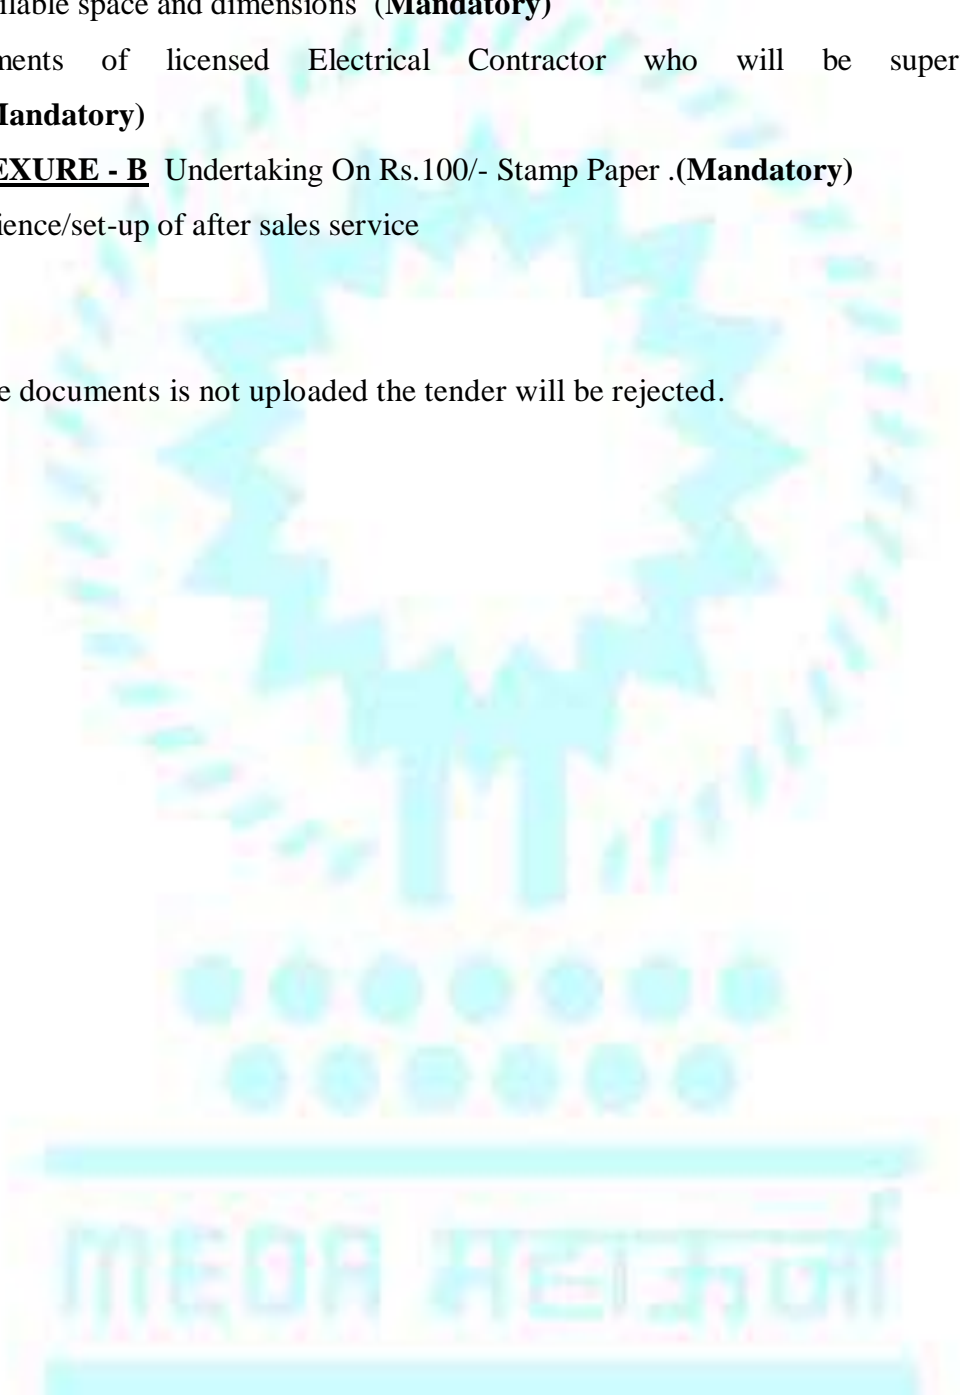 ilable space and dimensions (Mandatory)
ments of licensed Electrical Contractor who will be super
Mandatory)
EXURE - B Undertaking On Rs.100/- Stamp Paper .(Mandatory)
ience/set-up of after sales service
e documents is not uploaded the tender will be rejected.
MEDA महाऊर्जा